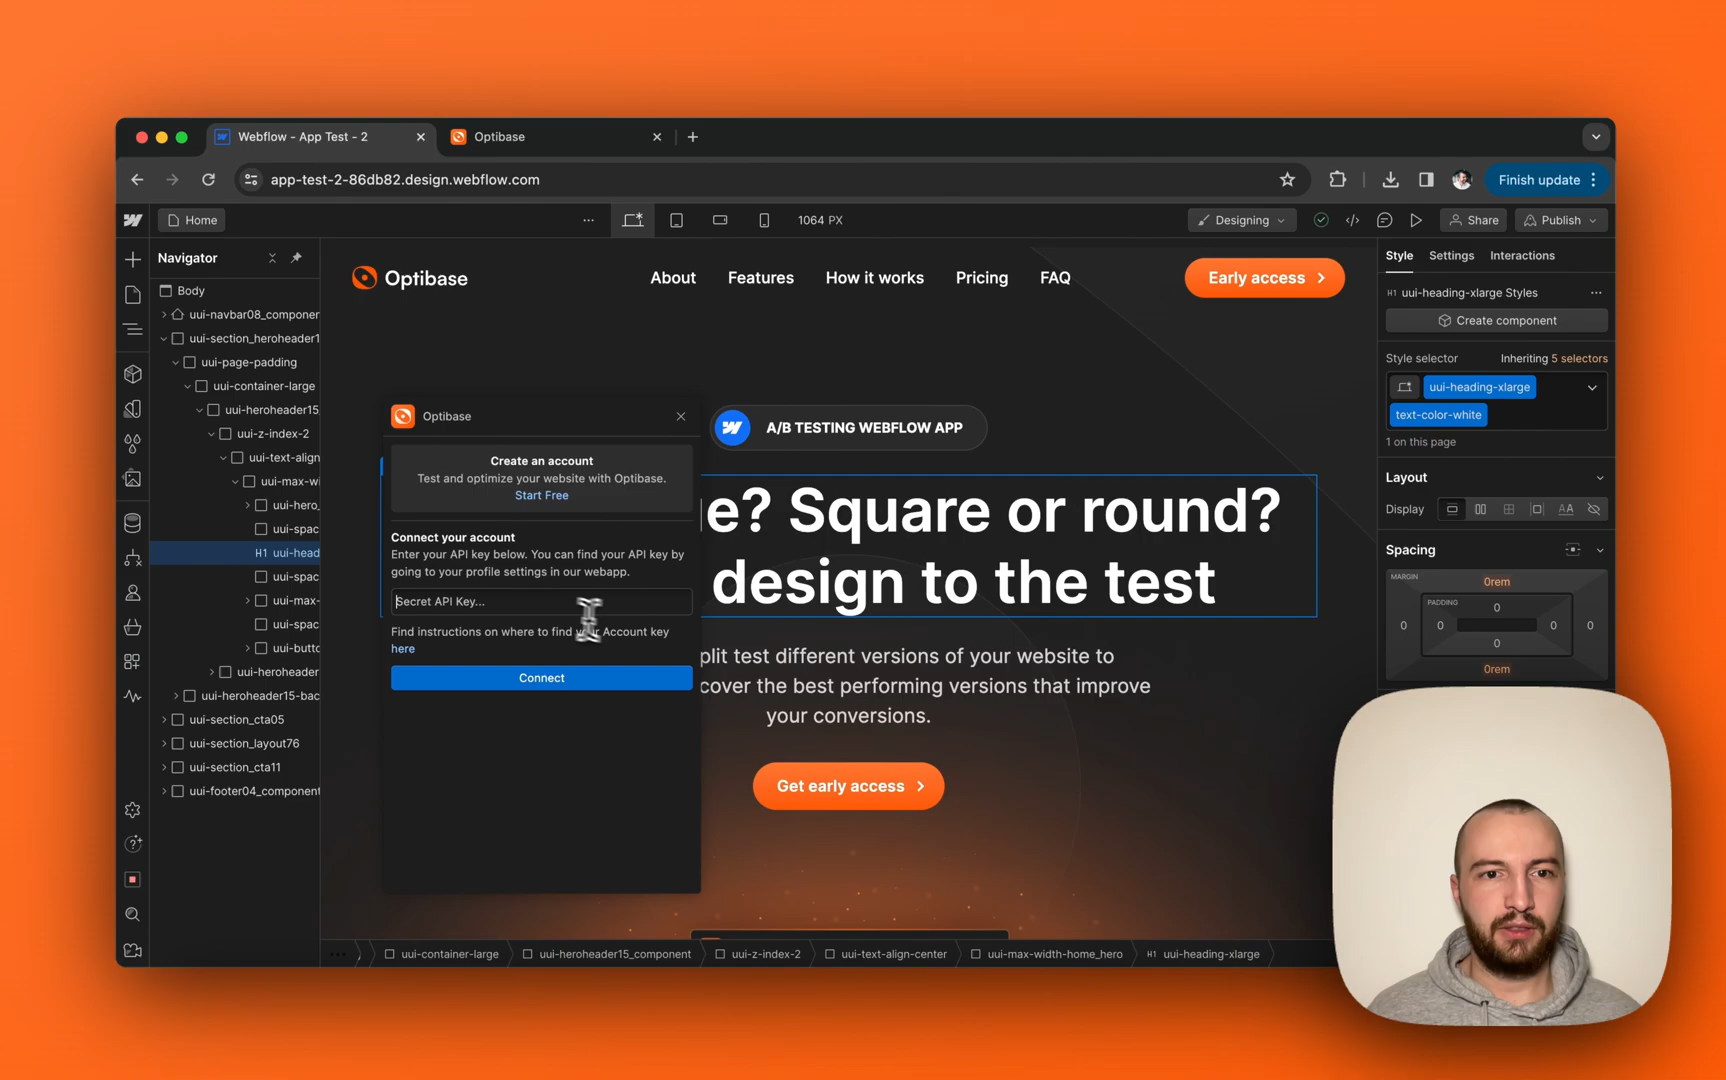 Webflow - App Test - 2
Optibase
app-test-2-86db82.design.webflow.com
Finish update
Home
1064 PX
Designing
Share
Publish
Navigator
Body
uui-navbar08_componen
uui-section_heroheader1
uui-page-padding
uui-container-large
uui-heroheader15_
uui-z-index-2
uui-text-align
uui-max-wi
uui-hero_
uui-spac
H1 uui-head
uui-spac
uui-max-
uui-spac
uui-butto
uui-heroheader
uui-heroheader15-bac
uui-section_cta05
uui-section_layout76
uui-section_cta11
uui-footer04_component
Optibase
About
Features
How it works
Pricing
FAQ
Early access
A/B TESTING WEBFLOW APP
e? Square or round?
design to the test
plit test different versions of your website to
cover the best performing versions that improve
your conversions.
Get early access
Optibase
Create an account
Test and optimize your website with Optibase.
Start Free
Connect your account
Enter your API key below. You can find your API key by
going to your profile settings in our webapp.
Secret API Key...
Find instructions on where to find your Account key
here
Connect
Style
Settings
Interactions
H1 uui-heading-xlarge Styles
Create component
Style selector
Inheriting 5 selectors
uui-heading-xlarge
text-color-white
1 on this page
Layout
Display
Spacing
MARGIN
0rem
PADDING
0
0
0
0
0
0
0rem
uui-container-large
uui-heroheader15_component
uui-z-index-2
uui-text-align-center
uui-max-width-home_hero
H1 uui-heading-xlarge